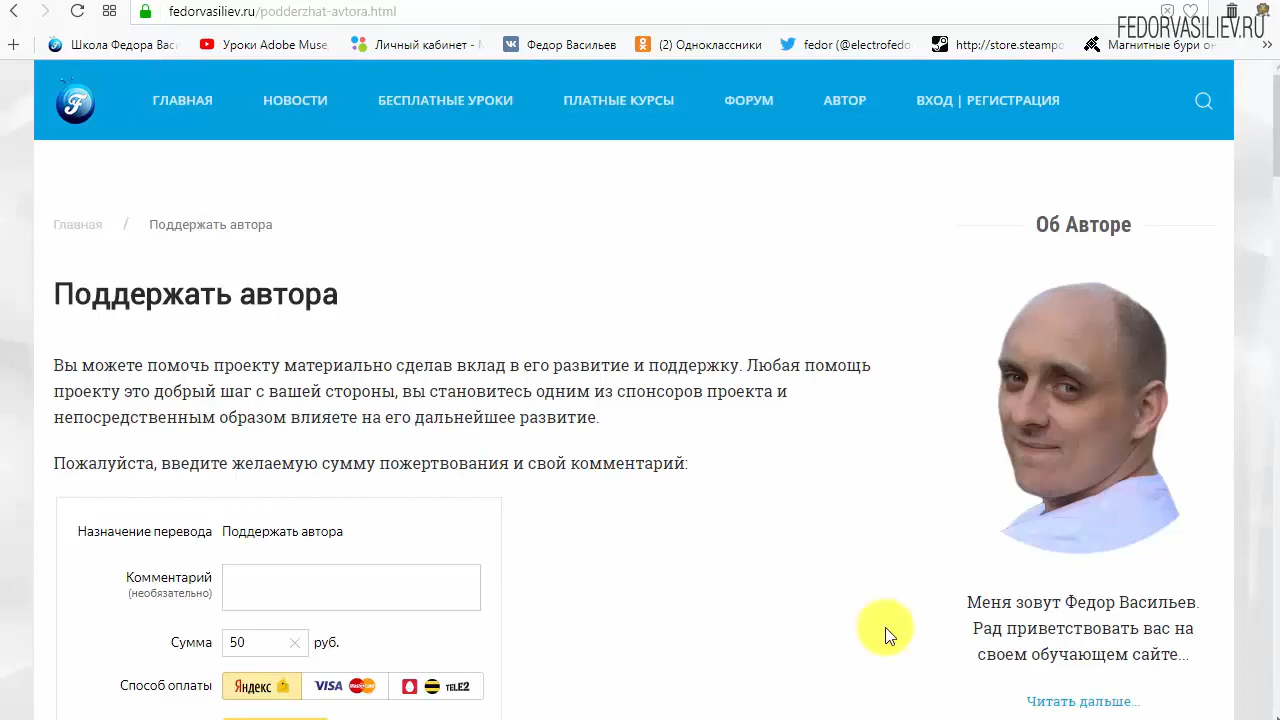 fedorvasiliev.ru/podderzhat-avtora.html
FEDORVASILIEV.RU
Школа Федора Вас
Уроки Adobe Muse,
Личный кабинет -
Федор Васильев
(2) Одноклассники
fedor (@electrofedo
http://store.steampo
Магнитные бури он
ГЛАВНАЯ
НОВОСТИ
БЕСПЛАТНЫЕ УРОКИ
ПЛАТНЫЕ КУРСЫ
ФОРУМ
АВТОР
ВХОД | РЕГИСТРАЦИЯ
Главная / Поддержать автора
Поддержать автора
Вы можете помочь проекту материально сделав вклад в его развитие и поддержку. Любая помощь
проекту это добрый шаг с вашей стороны, вы становитесь одним из спонсоров проекта и
непосредственным образом влияете на его дальнейшее развитие.
Пожалуйста, введите желаемую сумму пожертвования и свой комментарий:
Назначение перевода Поддержать автора
Комментарий
(необязательно)
Сумма 50 руб.
Способ оплаты Яндекс VISA MasterCard TELE2
Об Авторе
Меня зовут Федор Васильев.
Рад приветствовать вас на
своем обучающем сайте...
Читать дальше...